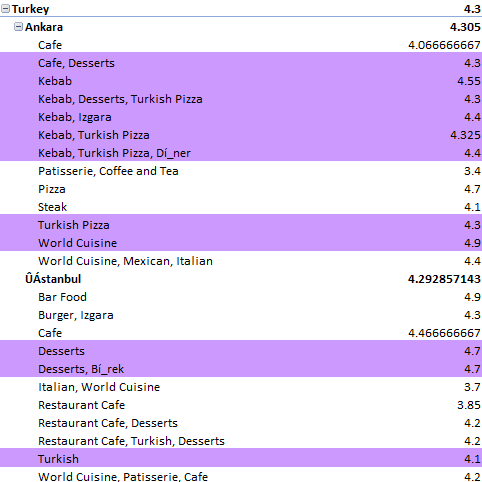 Turkey 4.3
Ankara 4.305
Cafe 4.066666667
Cafe, Desserts 4.3
Kebab 4.55
Kebab, Desserts, Turkish Pizza 4.3
Kebab, Izgara 4.4
Kebab, Turkish Pizza 4.325
Kebab, Turkish Pizza, Dí_ner 4.4
Patisserie, Coffee and Tea 3.4
Pizza 4.7
Steak 4.1
Turkish Pizza 4.3
World Cuisine 4.9
World Cuisine, Mexican, Italian 4.4
ÛÁstanbul 4.292857143
Bar Food 4.9
Burger, Izgara 4.3
Cafe 4.466666667
Desserts 4.7
Desserts, Bí_rek 4.7
Italian, World Cuisine 3.7
Restaurant Cafe 3.85
Restaurant Cafe, Desserts 4.2
Restaurant Cafe, Turkish, Desserts 4.2
Turkish 4.1
World Cuisine, Patisserie, Cafe 4.2